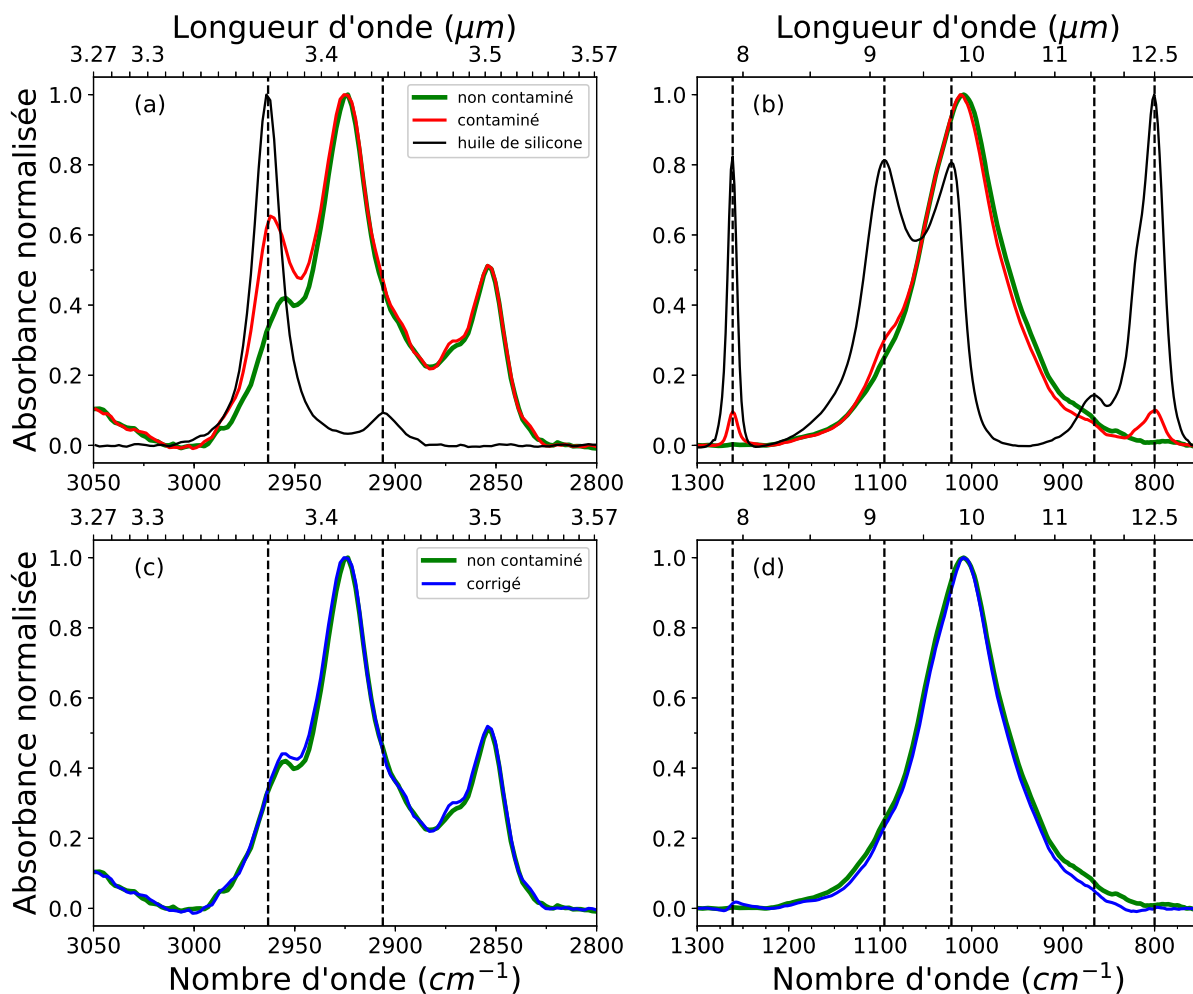 Longueur d'onde (μm)
3.27 3.3 3.4 3.5 3.57
(a)
non contaminé
contaminé
huile de silicone
Absorbance normalisée
1.0
0.8
0.6
0.4
0.2
0.0
3050 3000 2950 2900 2850 2800
Longueur d'onde (μm)
8 9 10 11 12.5
(b)
1.0
0.8
0.6
0.4
0.2
0.0
1300 1200 1100 1000 900 800
3.27 3.3 3.4 3.5 3.57
(c)
non contaminé
corrigé
Absorbance normalisée
1.0
0.8
0.6
0.4
0.2
0.0
3050 3000 2950 2900 2850 2800
Nombre d'onde (cm⁻¹)
8 9 10 11 12.5
(d)
1.0
0.8
0.6
0.4
0.2
0.0
1300 1200 1100 1000 900 800
Nombre d'onde (cm⁻¹)